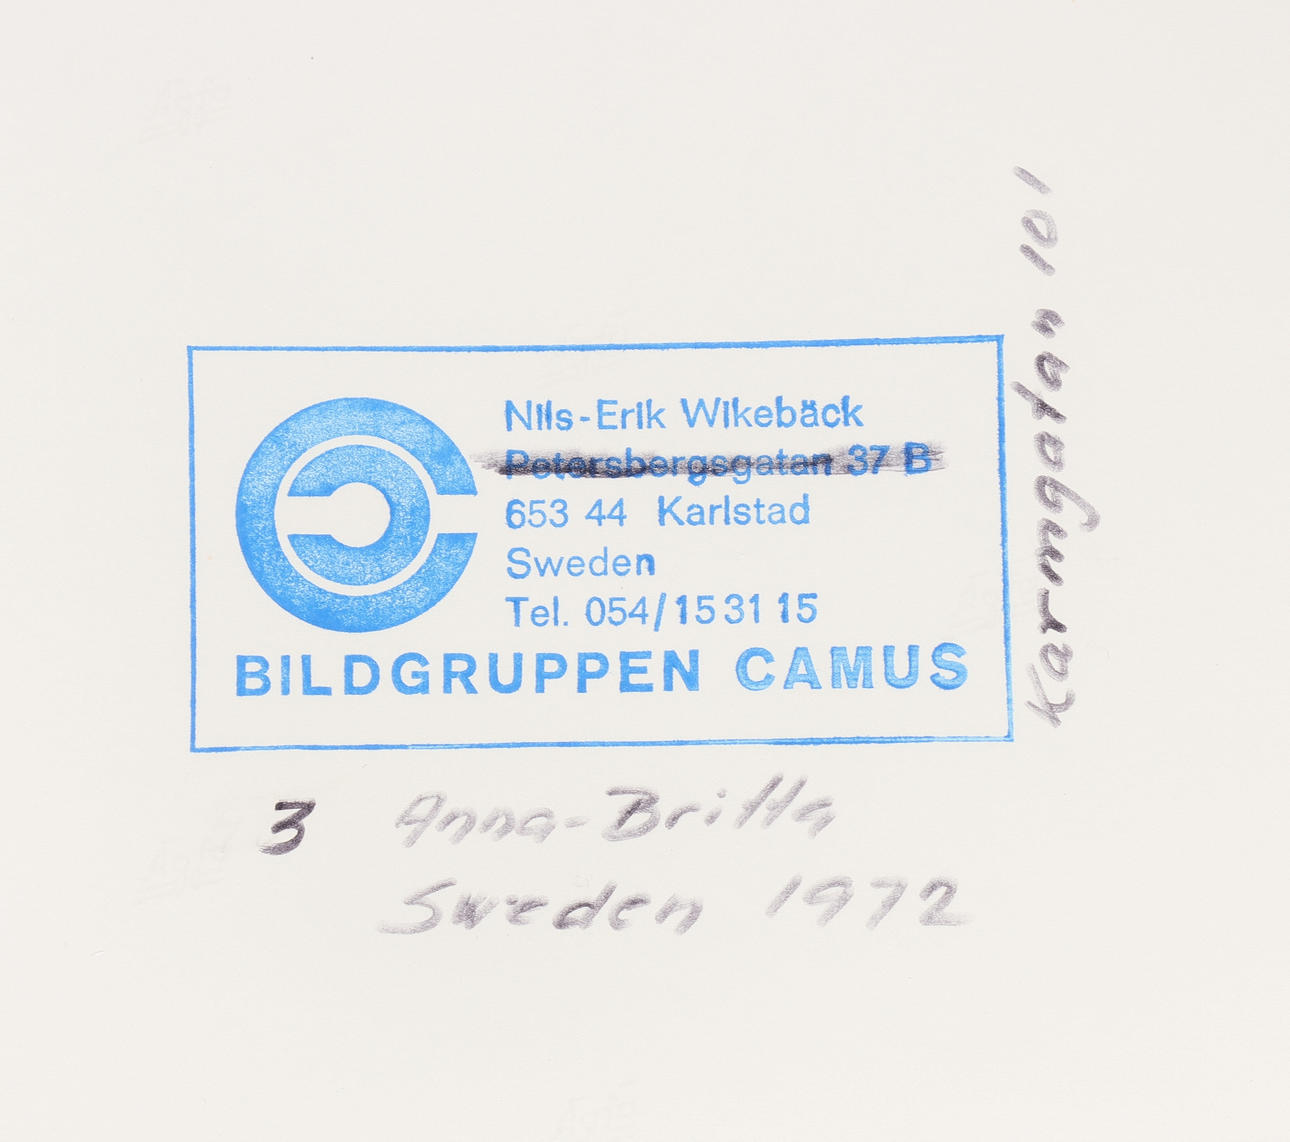 Nils-Erik Wikebäck
Petersbergsgatan 37 B
653 44 Karlstad
Sweden
Tel. 054/15 31 15
BILDGRUPPEN CAMUS
Karmgatan 101
3 Anna-Britta
Sweden 1972